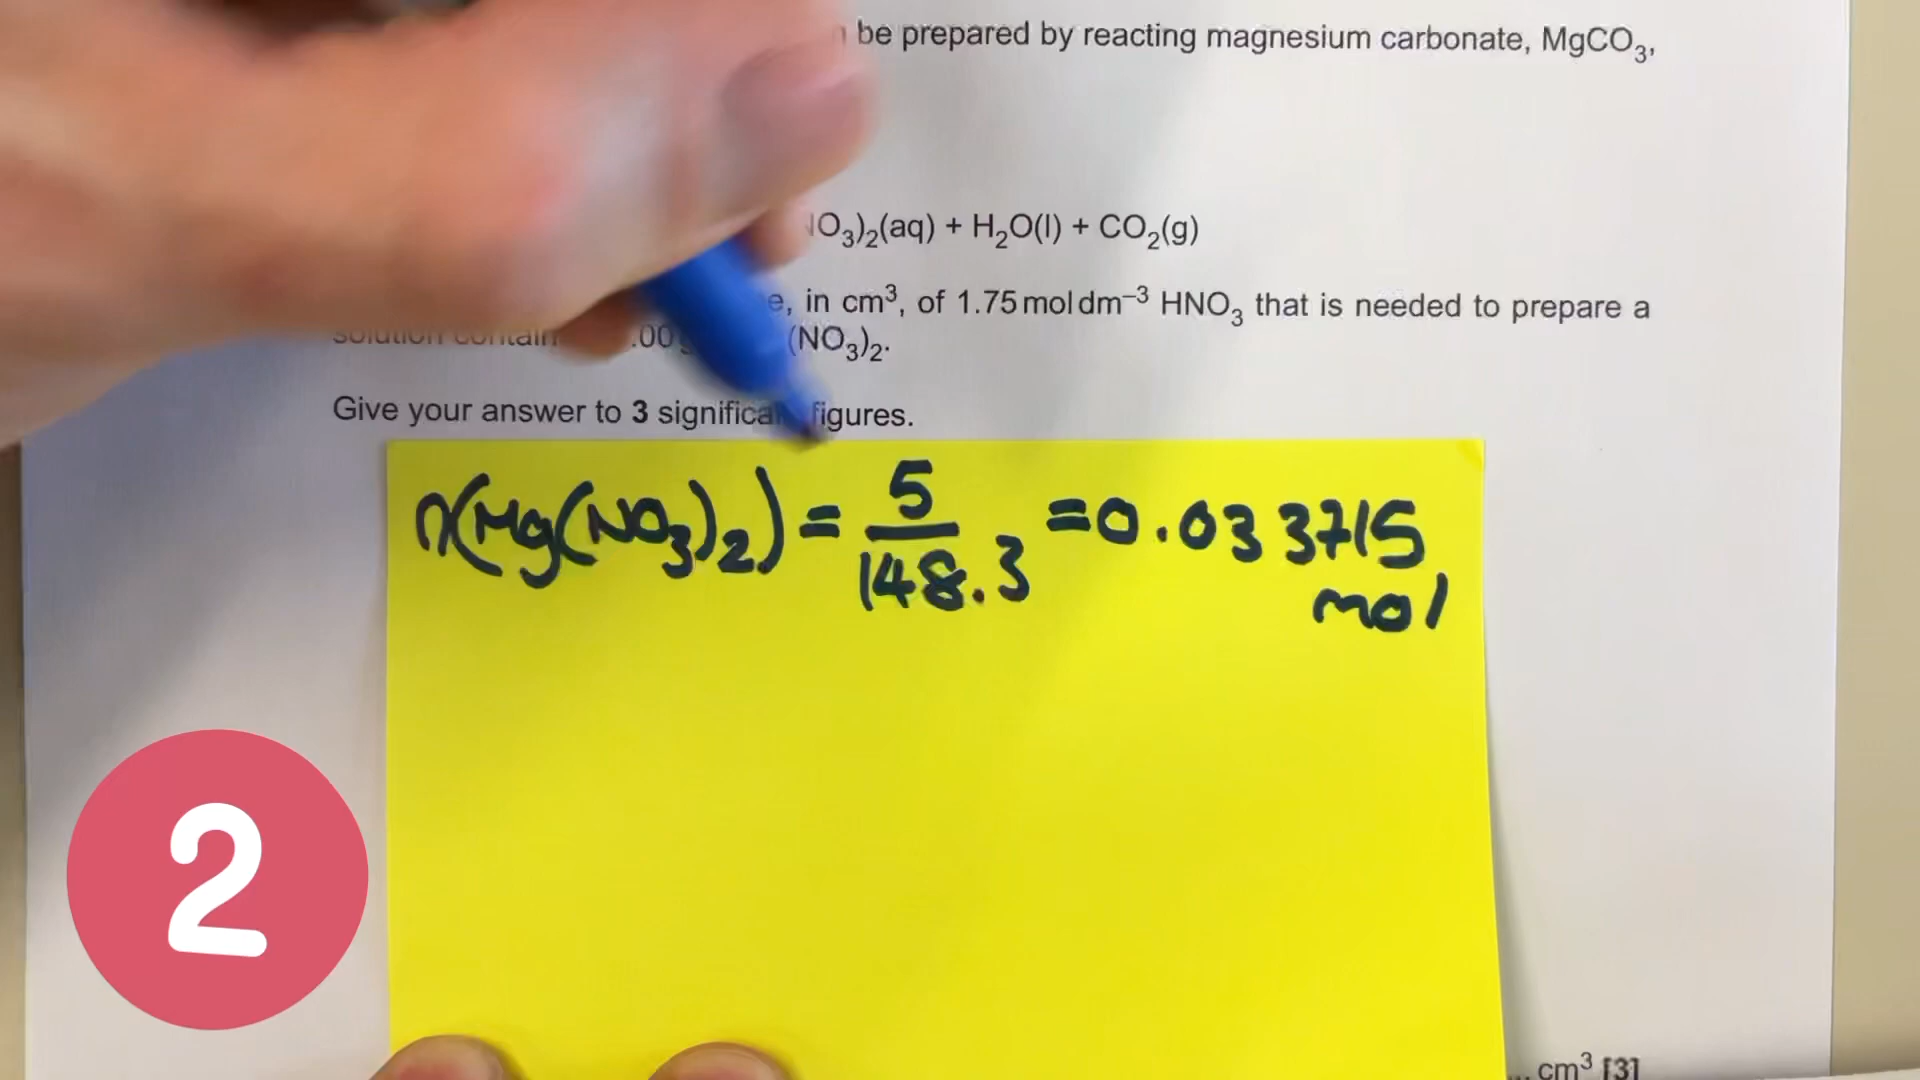 be prepared by reacting magnesium carbonate, MgCO₃,
)₂(aq) + H₂O(l) + CO₂(g)
, in cm³, of 1.75 mol dm⁻³ HNO₃ that is needed to prepare a
solution (NO₃)₂.
Give your answer to 3 figures.
n(Mg(NO₃)₂) = 5/148.3 = 0.033715
mol
2
cm³ [3]